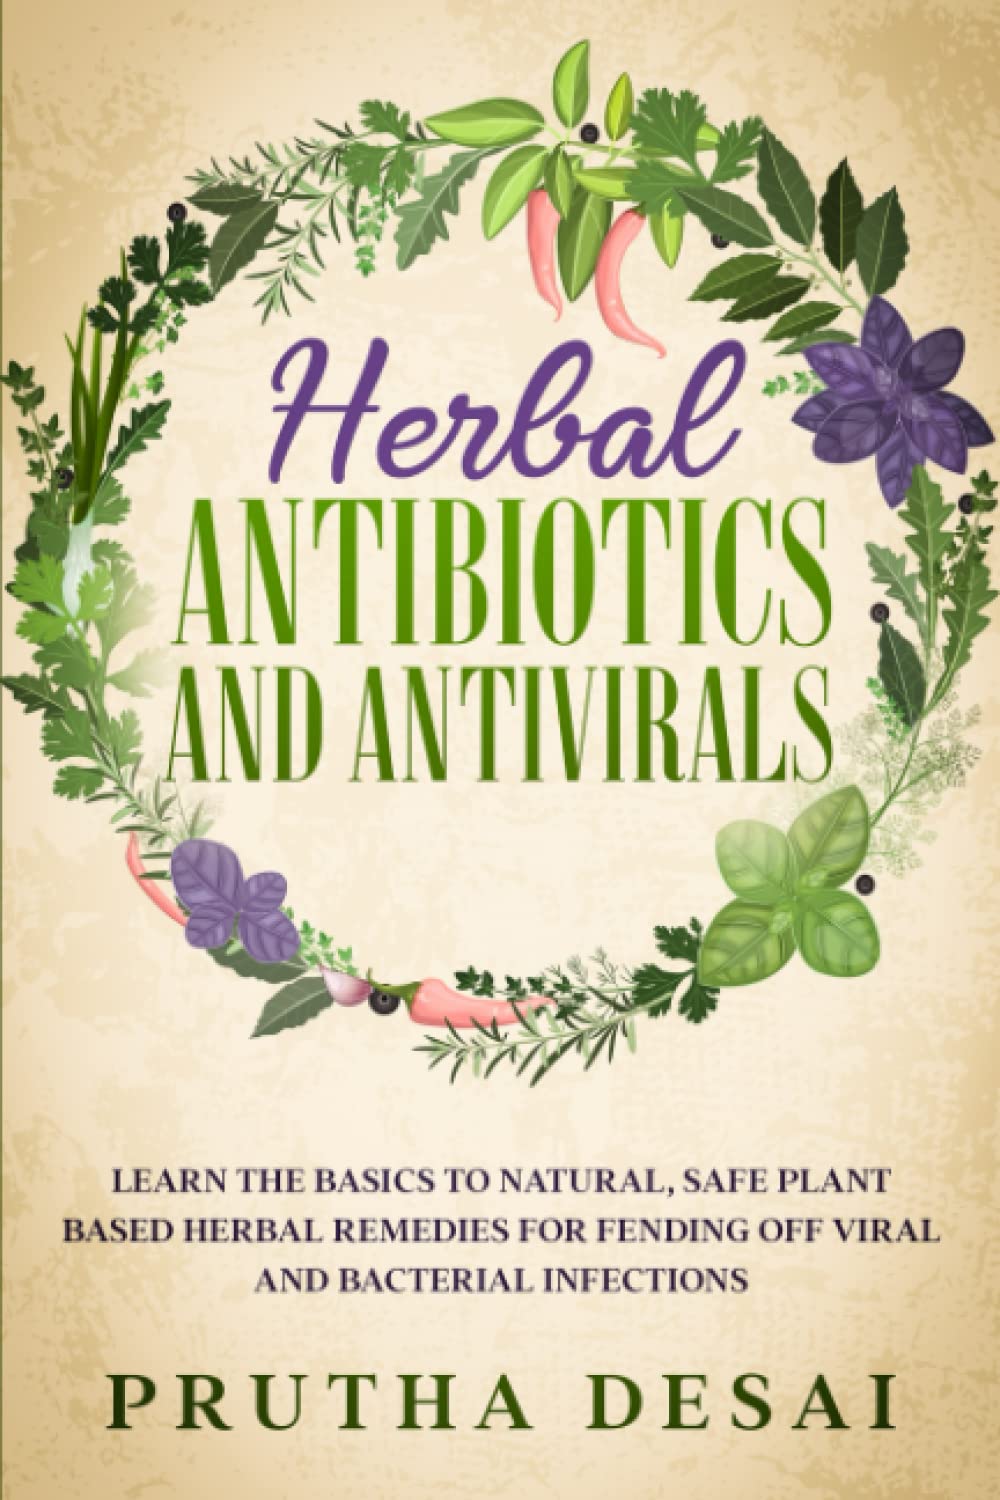 Herbal
ANTIBIOTICS
AND ANTIVIRALS
LEARN THE BASICS TO NATURAL, SAFE PLANT
BASED HERBAL REMEDIES FOR FENDING OFF VIRAL
AND BACTERIAL INFECTIONS
PRUTHA DESAI